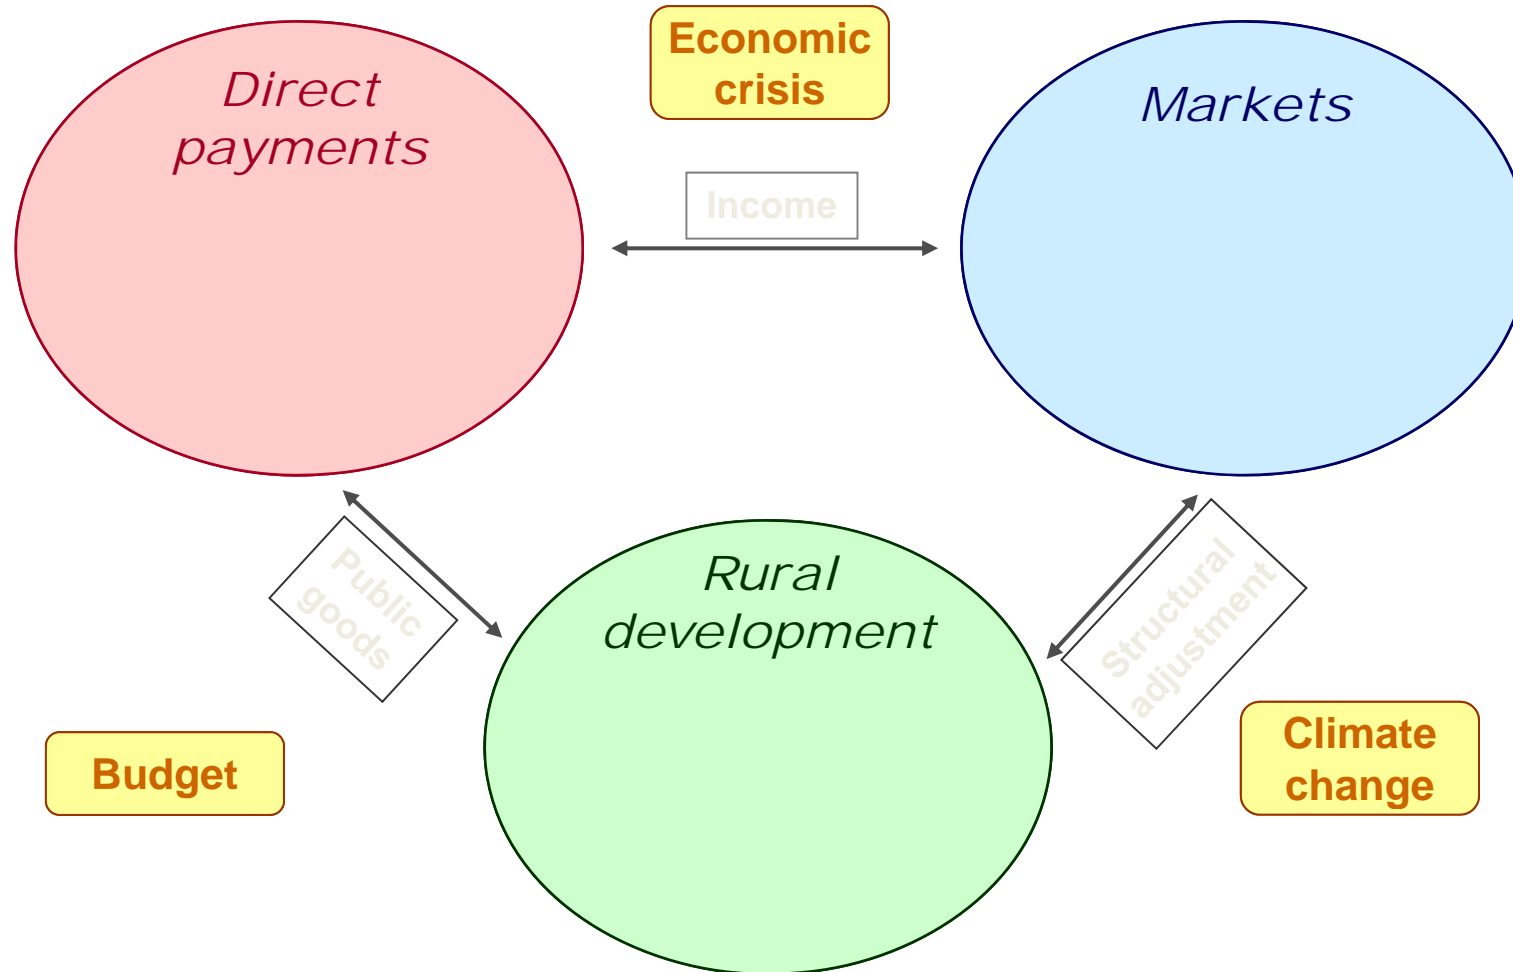 Economic
crisis
Direct
payments
Markets
Income
Public
goods
Rural
development
Structural
adjustment
Budget
Climate
change